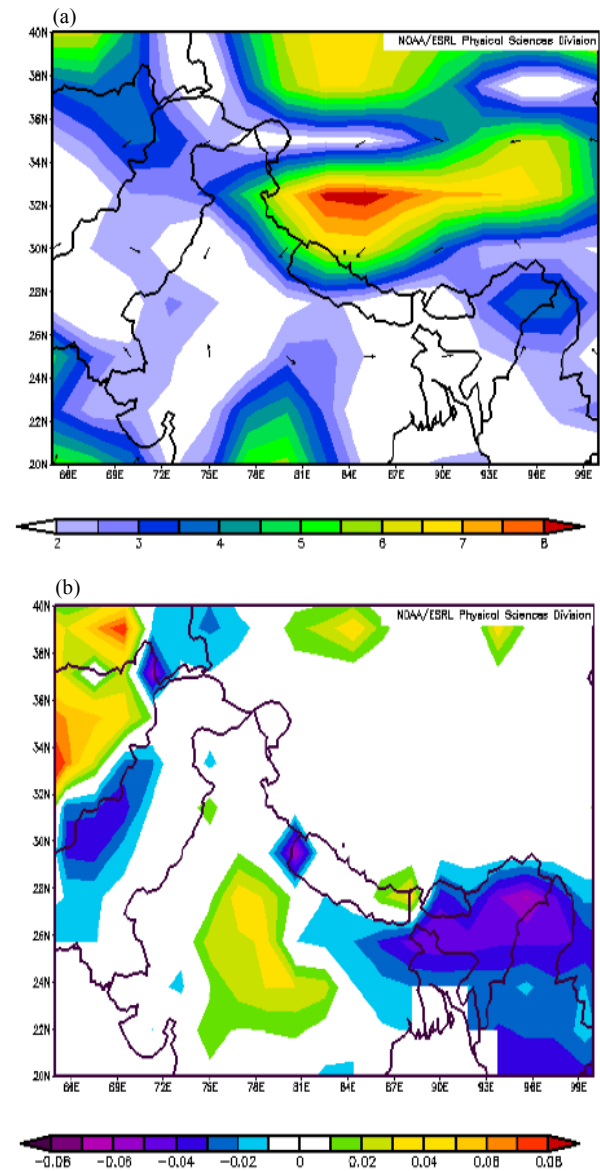 (a)
NOAA/ESRL Physical Sciences Division
40N
38N
36N
34N
32N
30N
28N
26N
24N
22N
20N
66E 69E 72E 75E 78E 81E 84E 87E 90E 93E 96E 99E
2 3 4 5 6 7 8
(b)
NOAA/ESRL Physical Sciences Division
40N
38N
36N
34N
32N
30N
28N
26N
24N
22N
20N
66E 69E 72E 75E 78E 81E 84E 87E 90E 93E 96E 99E
-0.06 -0.04 -0.02 0 0.02 0.04 0.06